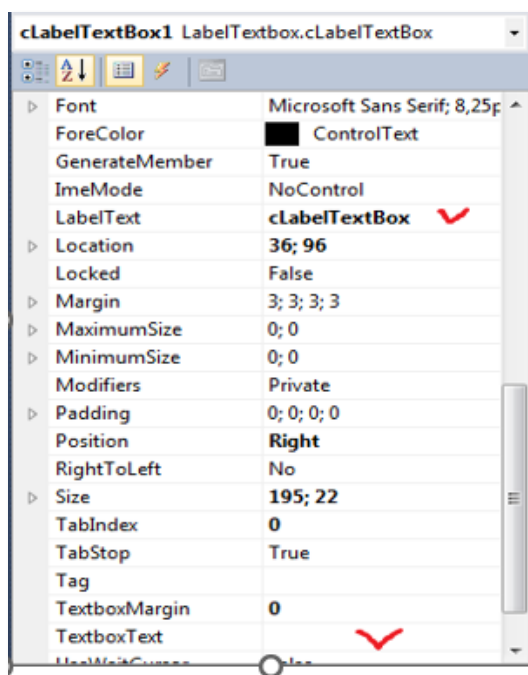 cLabelTextBox1 LabelTextbox.cLabelTextBox
Font Microsoft Sans Serif; 8,25p
ForeColor ControlText
GenerateMember True
ImeMode NoControl
LabelText cLabelTextBox
Location 36; 96
Locked False
Margin 3; 3; 3; 3
MaximumSize 0; 0
MinimumSize 0; 0
Modifiers Private
Padding 0; 0; 0; 0
Position Right
RightToLeft No
Size 195; 22
TabIndex 0
TabStop True
Tag
TextboxMargin 0
TextboxText